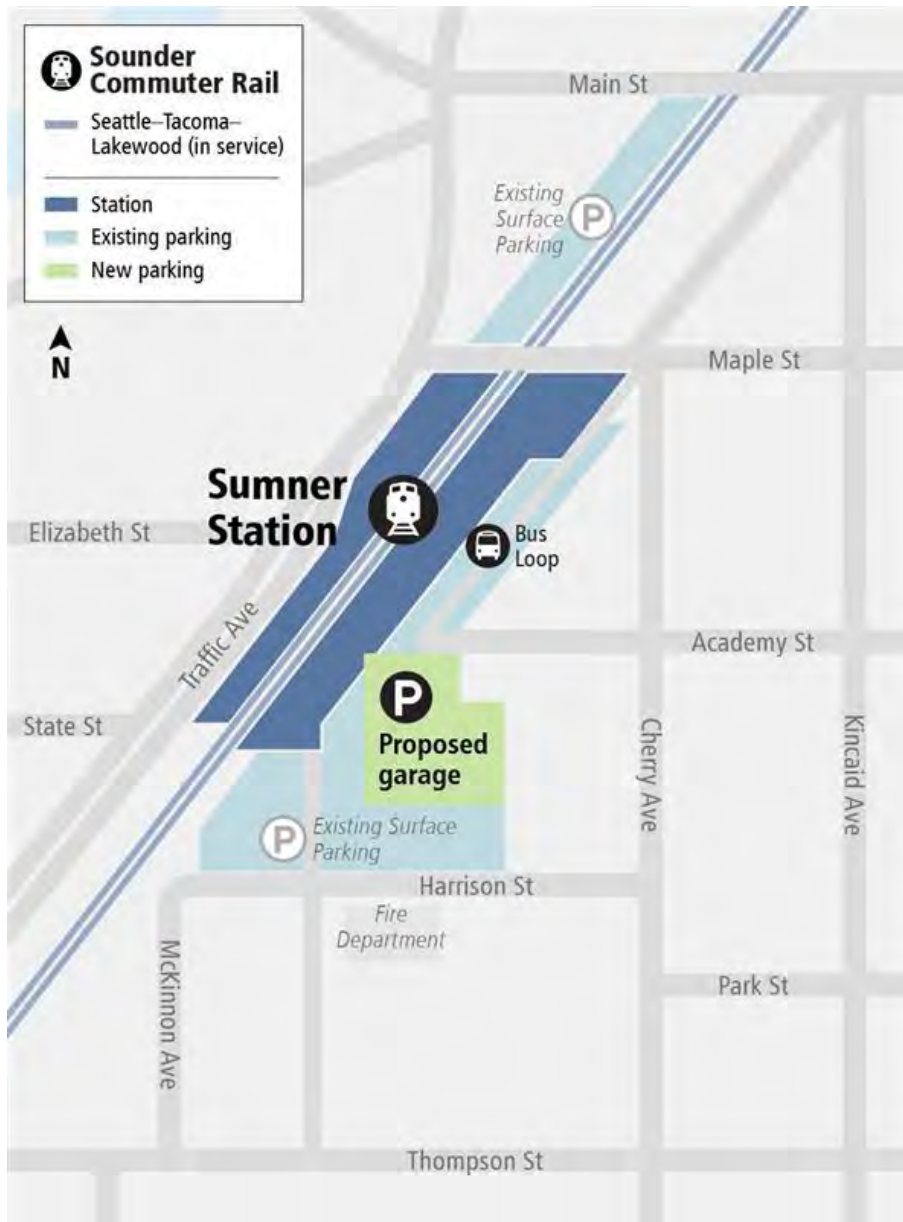 Sounder
Commuter Rail
Seattle–Tacoma–
Lakewood (in service)
Station
Existing parking
New parking
N
Main St
Existing
Surface
Parking
P
Maple St
Sumner
Station
Elizabeth St
Bus
Loop
Traffic Ave
Academy St
State St
P
Proposed
garage
Cherry Ave
Kincaid Ave
P
Existing Surface
Parking
Harrison St
Fire
Department
McKinnon Ave
Park St
Thompson St